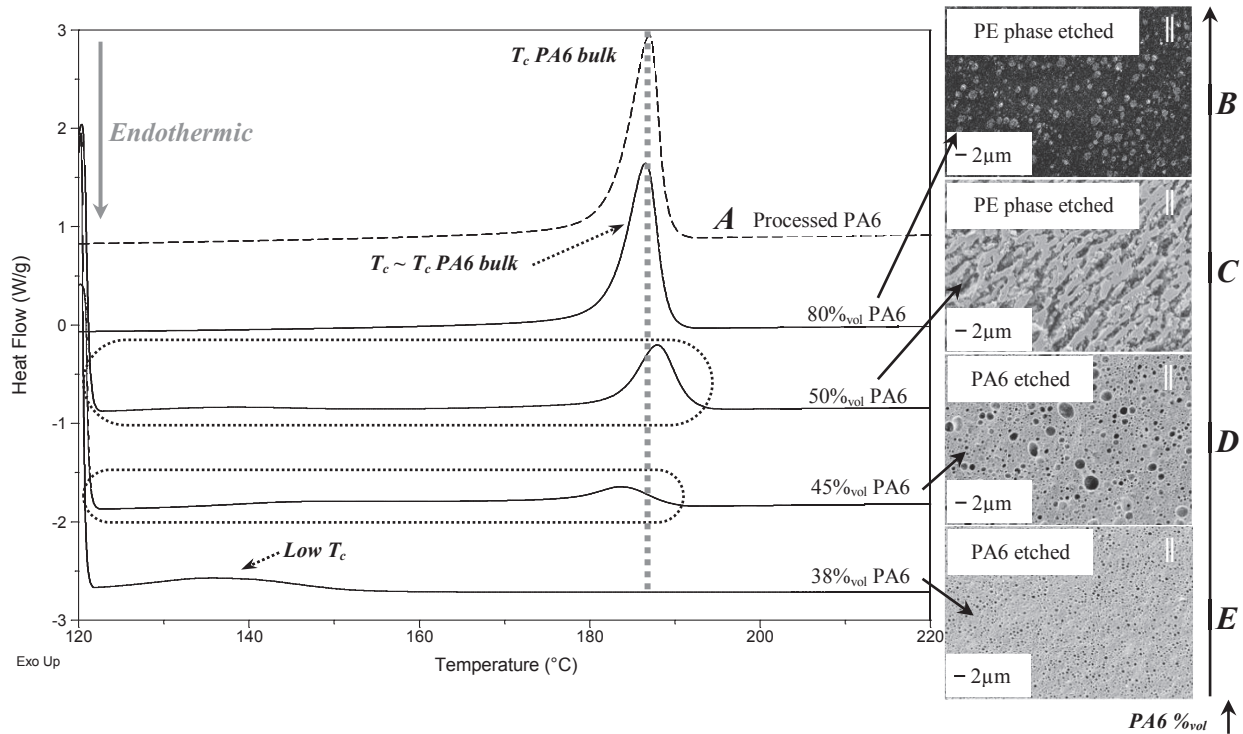 3
2
1
0
-1
-2
-3
Heat Flow (W/g)
Endothermic
T_c PA6 bulk
A Processed PA6
T_c ~ T_c PA6 bulk
80%vol PA6
50%vol PA6
45%vol PA6
Low T_c
38%vol PA6
120
140
160
180
200
220
Exo Up
Temperature (°C)
PE phase etched
||
2µm
B
PE phase etched
||
2µm
C
PA6 etched
||
2µm
D
PA6 etched
||
2µm
E
PA6 %vol